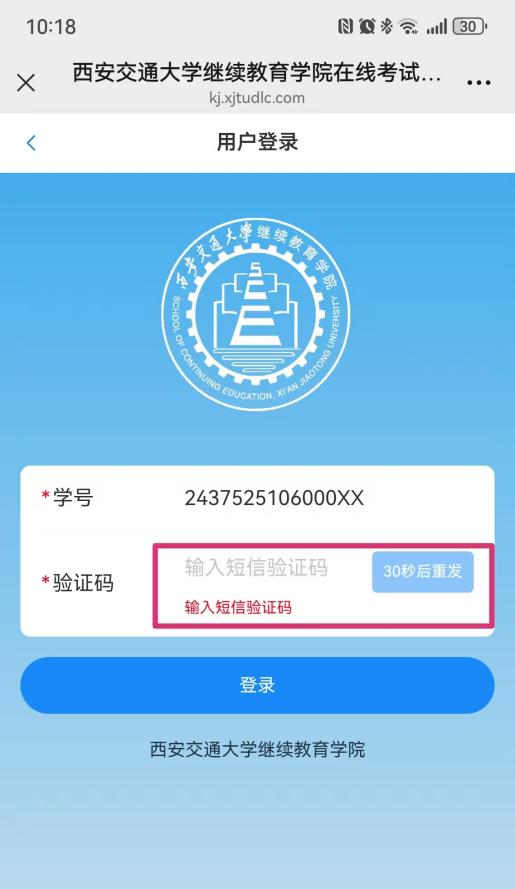 10:18
30
西安交通大学继续教育学院在线考试...
kj.xjtudlc.com
用户登录
西安交通大学继续教育学院
SCHOOL OF CONTINUING EDUCATION, XI'AN JIAOTONG UNIVERSITY
*学号 2437525106000XX
*验证码 输入短信验证码 30秒后重发
输入短信验证码
登录
西安交通大学继续教育学院